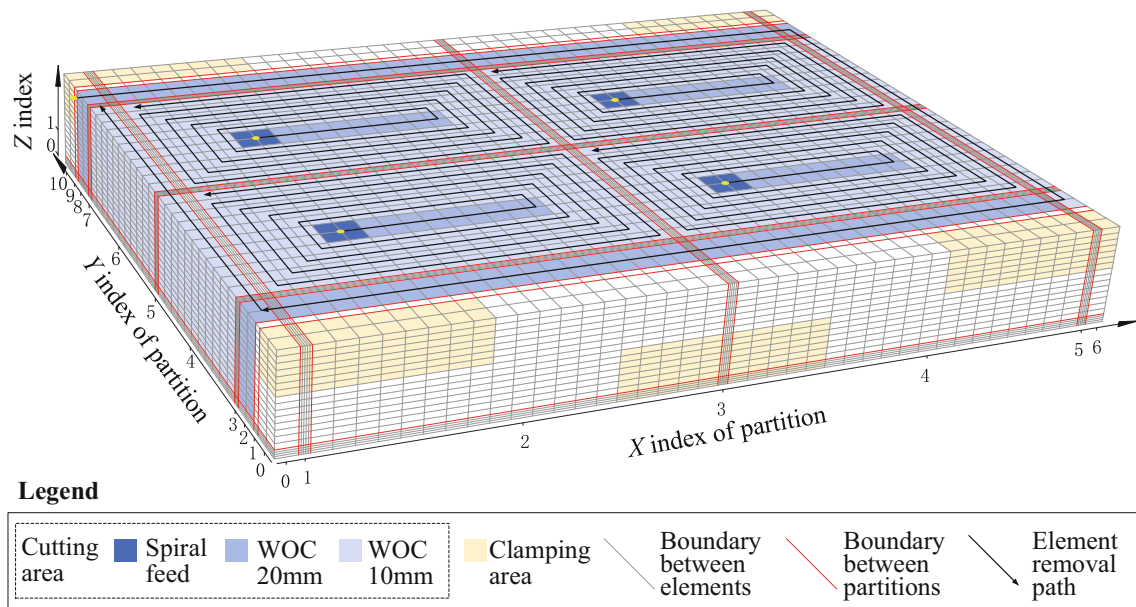 Z index
1
0
10
9
8
7
6
5
4
3
2
1
0
Y index of partition
0
1
2
3
4
5
6
X index of partition
Legend
Cutting
area
Spiral
feed
WOC
20mm
WOC
10mm
Clamping
area
Boundary
between
elements
Boundary
between
partitions
Element
removal
path